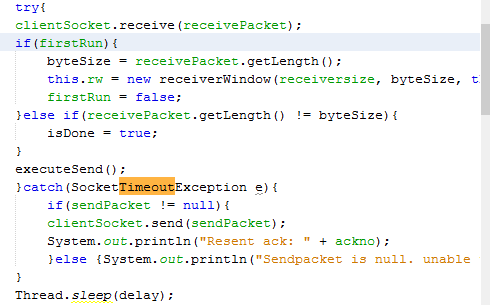 try{
clientSocket.receive(receivePacket);
if(firstRun){
byteSize = receivePacket.getLength();
this.rw = new receiverWindow(receiversize, byteSize, t
firstRun = false;
}else if(receivePacket.getLength() != byteSize){
isDone = true;
}
executeSend();
}catch(SocketTimeoutException e){
if(sendPacket != null){
clientSocket.send(sendPacket);
System.out.println("Resent ack: " + ackno);
}else {System.out.println("Sendpacket is null. unable
}
Thread.sleep(delay);